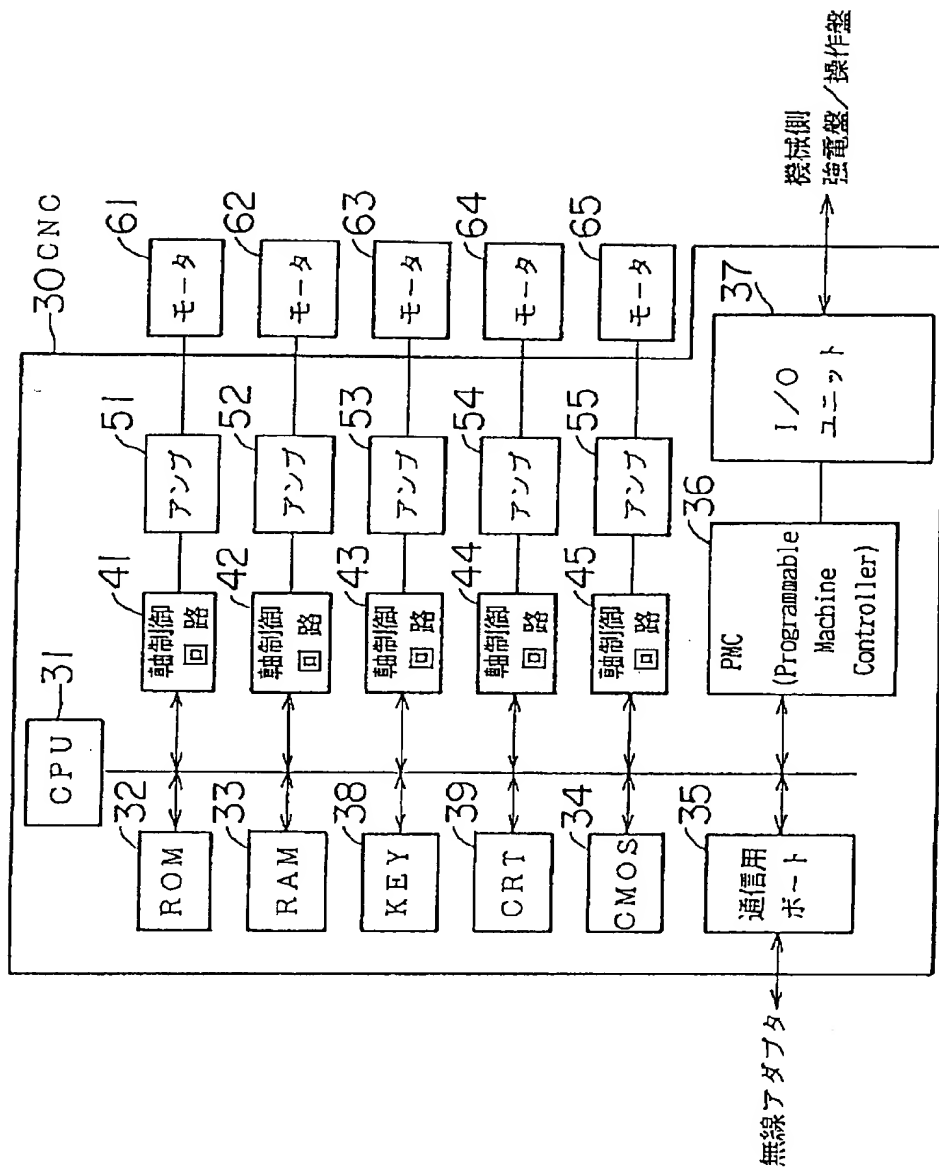 30 CNC
CPU
31
32
ROM
33
RAM
38
KEY
39
CRT
34
CMOS
35
通信用
ポート
無線アダプタ
41
軸制御
回路
42
軸制御
回路
43
軸制御
回路
44
軸制御
回路
45
軸制御
回路
51
アンプ
52
アンプ
53
アンプ
54
アンプ
55
アンプ
61
モータ
62
モータ
63
モータ
64
モータ
65
モータ
36
PMC
(Programmable
Machine
Controller)
37
I/O
ユニット
機械側
強電盤/操作盤